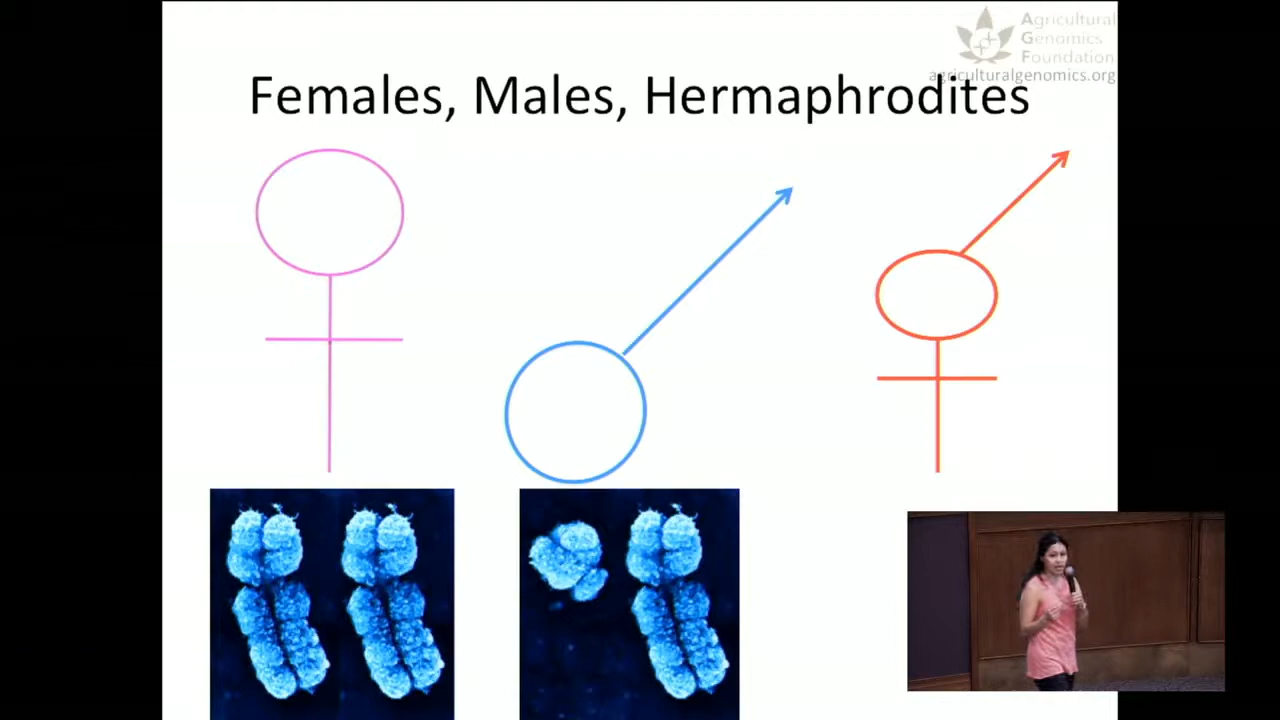 Agricultural
Genomics
Foundation
agriculturalgenomics.org
Females, Males, Hermaphrodites